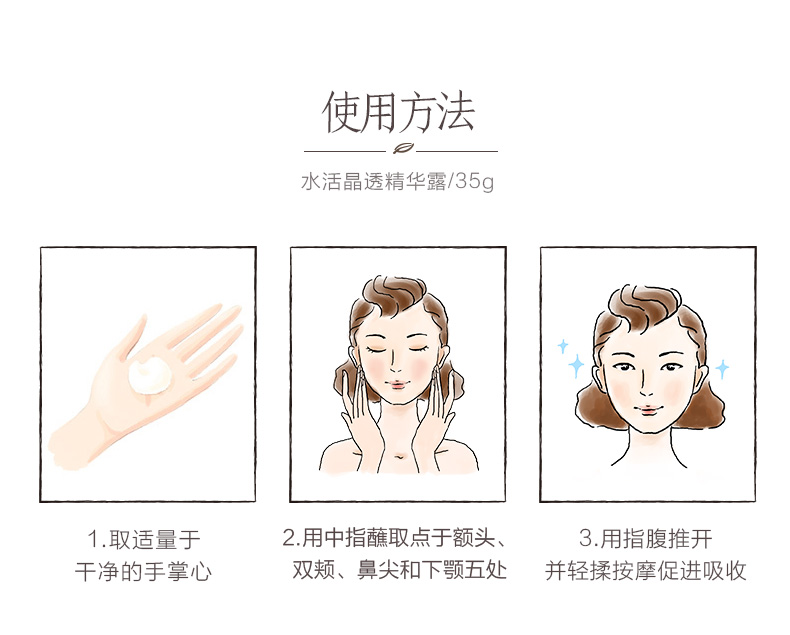 使用方法
水活晶透精华露/35g
1.取适量于
干净的手掌心
2.用中指蘸取点于额头、
双颊、鼻尖和下颚五处
3.用指腹推开
并轻揉按摩促进吸收